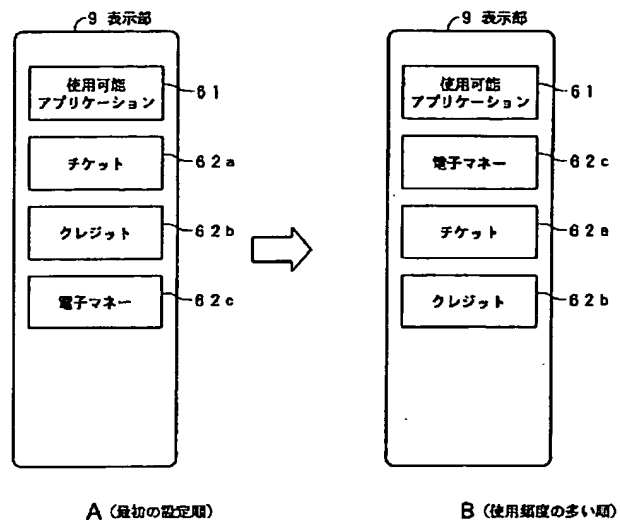 9 表示部
使用可能
アプリケーション
61
チケット
62a
クレジット
62b
電子マネー
62c
A (最初の設定順)
9 表示部
使用可能
アプリケーション
61
電子マネー
62c
チケット
62a
クレジット
62b
B (使用頻度の多い順)